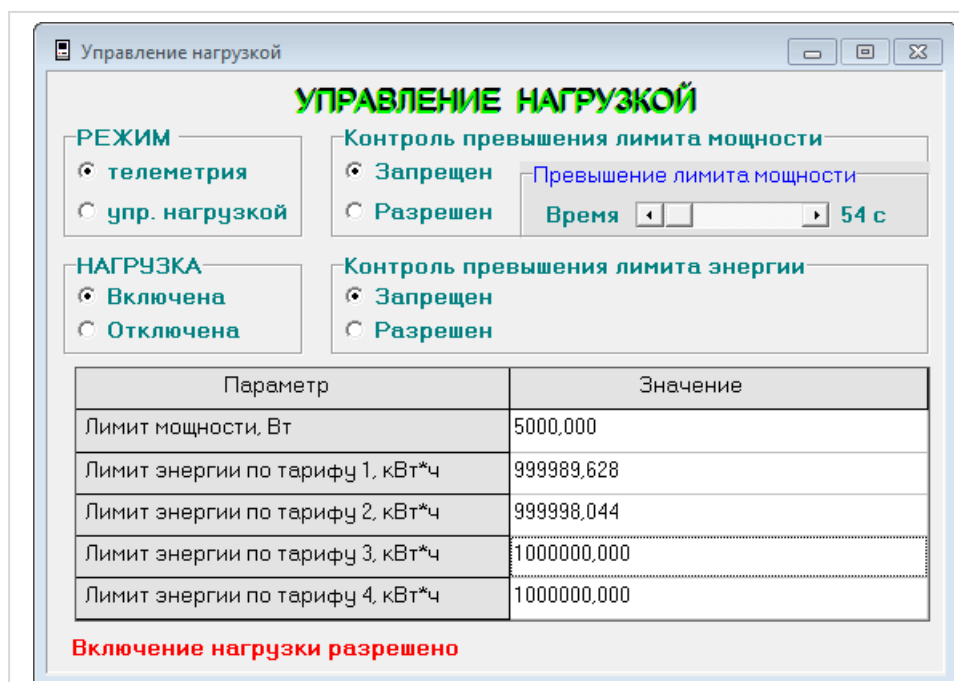 Управление нагрузкой
УПРАВЛЕНИЕ НАГРУЗКОЙ
РЕЖИМ
телеметрия
упр. нагрузкой
Контроль превышения лимита мощности
Запрещен
Разрешен
Превышение лимита мощности
Время 54 с
НАГРУЗКА
Включена
Отключена
Контроль превышения лимита энергии
Запрещен
Разрешен
Параметр Значение
Лимит мощности, Вт 5000,000
Лимит энергии по тарифу 1, кВт*ч 999989,628
Лимит энергии по тарифу 2, кВт*ч 999998,044
Лимит энергии по тарифу 3, кВт*ч 1000000,000
Лимит энергии по тарифу 4, кВт*ч 1000000,000
Включение нагрузки разрешено